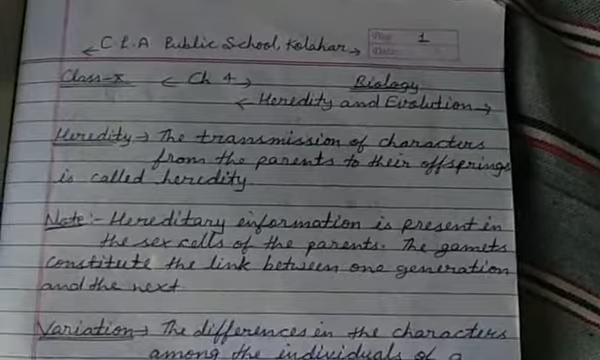 ← C.L.A Public School, Kolahar →
Page 1
Date
Class-X ← Ch 4 → Biology
← Heredity and Evolution →
Heredity → The transmission of characters
from the parents to their offsprings
is called heredity.
Note:- Hereditary information is present in
the sex cells of the parents. The gamets
constitute the link between one generation
and the next
Variation → The differences in the characters
among the individuals of a